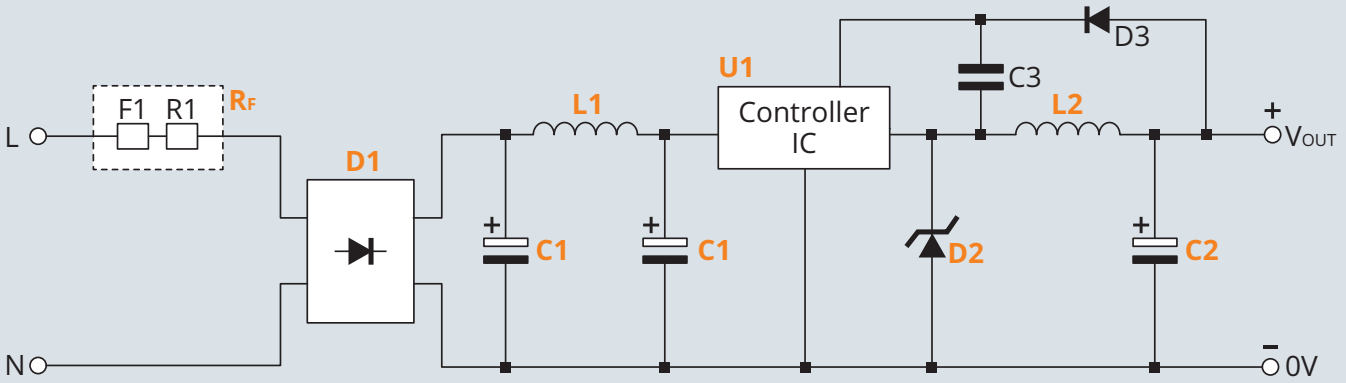 D3
U1
C3
F1 R1
RF
L1
L2
Controller
IC
+
L
VOUT
D1
+
+
+
C1
C1
D2
C2
−
N
0V